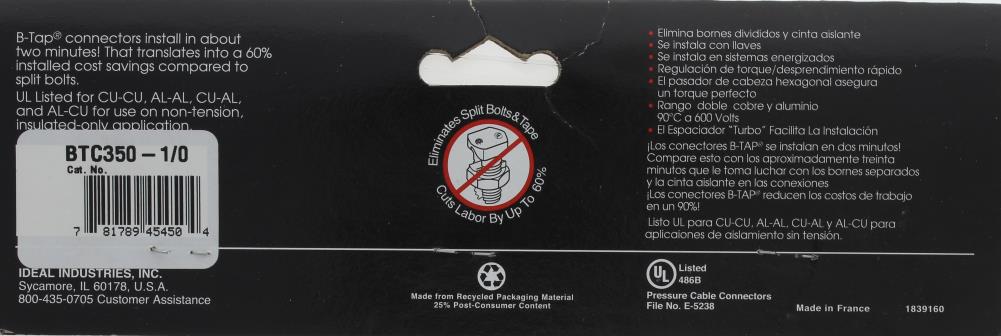 B-Tap® connectors install in about
two minutes! That translates into a 60%
installed cost savings compared to
split bolts.
UL Listed for CU-CU, AL-AL, CU-AL,
and AL-CU for use on non-tension,
insulated-only application.
BTC350 – 1/0
Cat. No.
7 81789 45450 4
IDEAL INDUSTRIES, INC.
Sycamore, IL 60178, U.S.A.
800-435-0705 Customer Assistance
Eliminates Split Bolts & Tape
Cuts Labor By Up To 60%
Made from Recycled Packaging Material
25% Post-Consumer Content
• Elimina bornes divididos y cinta aislante
• Se instala con llaves
• Se instala en sistemas energizados
• Regulación de torque/desprendimiento rápido
• El pasador de cabeza hexagonal asegura
un torque perfecto
• Rango doble cobre y aluminio
90°C a 600 Volts
• El Espaciador "Turbo" Facilita La Instalación
¡Los conectores B-TAP® se instalan en dos minutos!
Compare esto con los aproximadamente treinta
minutos que le toma luchar con los bornes separados
y la cinta aislante en las conexiones
¡Los conectores B-TAP® reducen los costos de trabajo
en un 90%!
Listo UL para CU-CU, AL-AL, CU-AL y AL-CU para
aplicaiones de aislamiento sin tensión.
UL
Listed
486B
Pressure Cable Connectors
File No. E-5238
Made in France
1839160